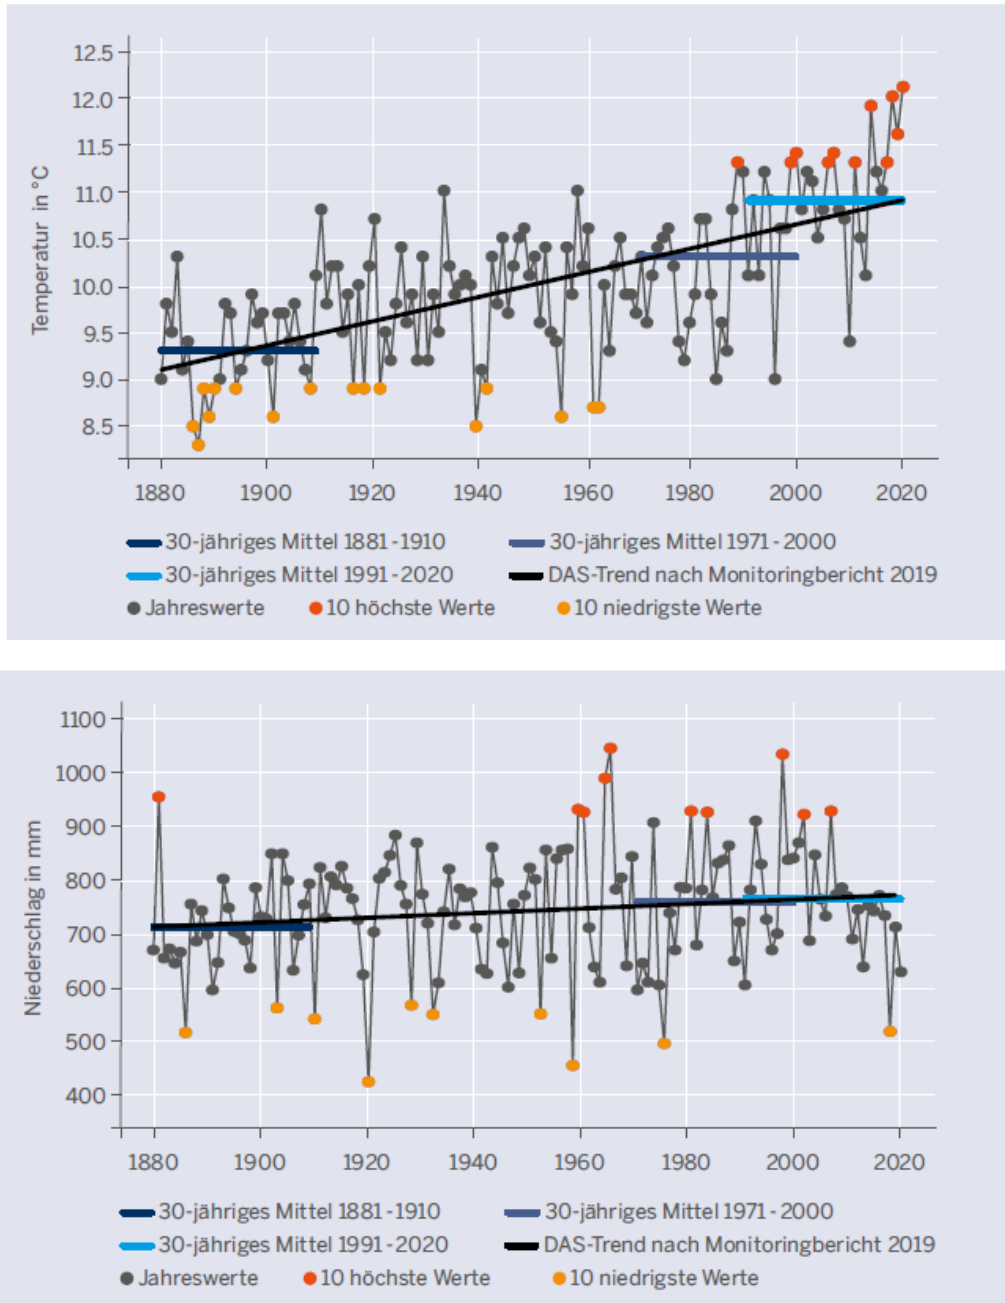 Temperatur in °C
12.5
12.0
11.5
11.0
10.5
10.0
9.5
9.0
8.5
1880 1900 1920 1940 1960 1980 2000 2020
30-jähriges Mittel 1881-1910 30-jähriges Mittel 1971-2000
30-jähriges Mittel 1991-2020 DAS-Trend nach Monitoringbericht 2019
Jahreswerte 10 höchste Werte 10 niedrigste Werte
Niederschlag in mm
1100
1000
900
800
700
600
500
400
1880 1900 1920 1940 1960 1980 2000 2020
30-jähriges Mittel 1881-1910 30-jähriges Mittel 1971-2000
30-jähriges Mittel 1991-2020 DAS-Trend nach Monitoringbericht 2019
Jahreswerte 10 höchste Werte 10 niedrigste Werte